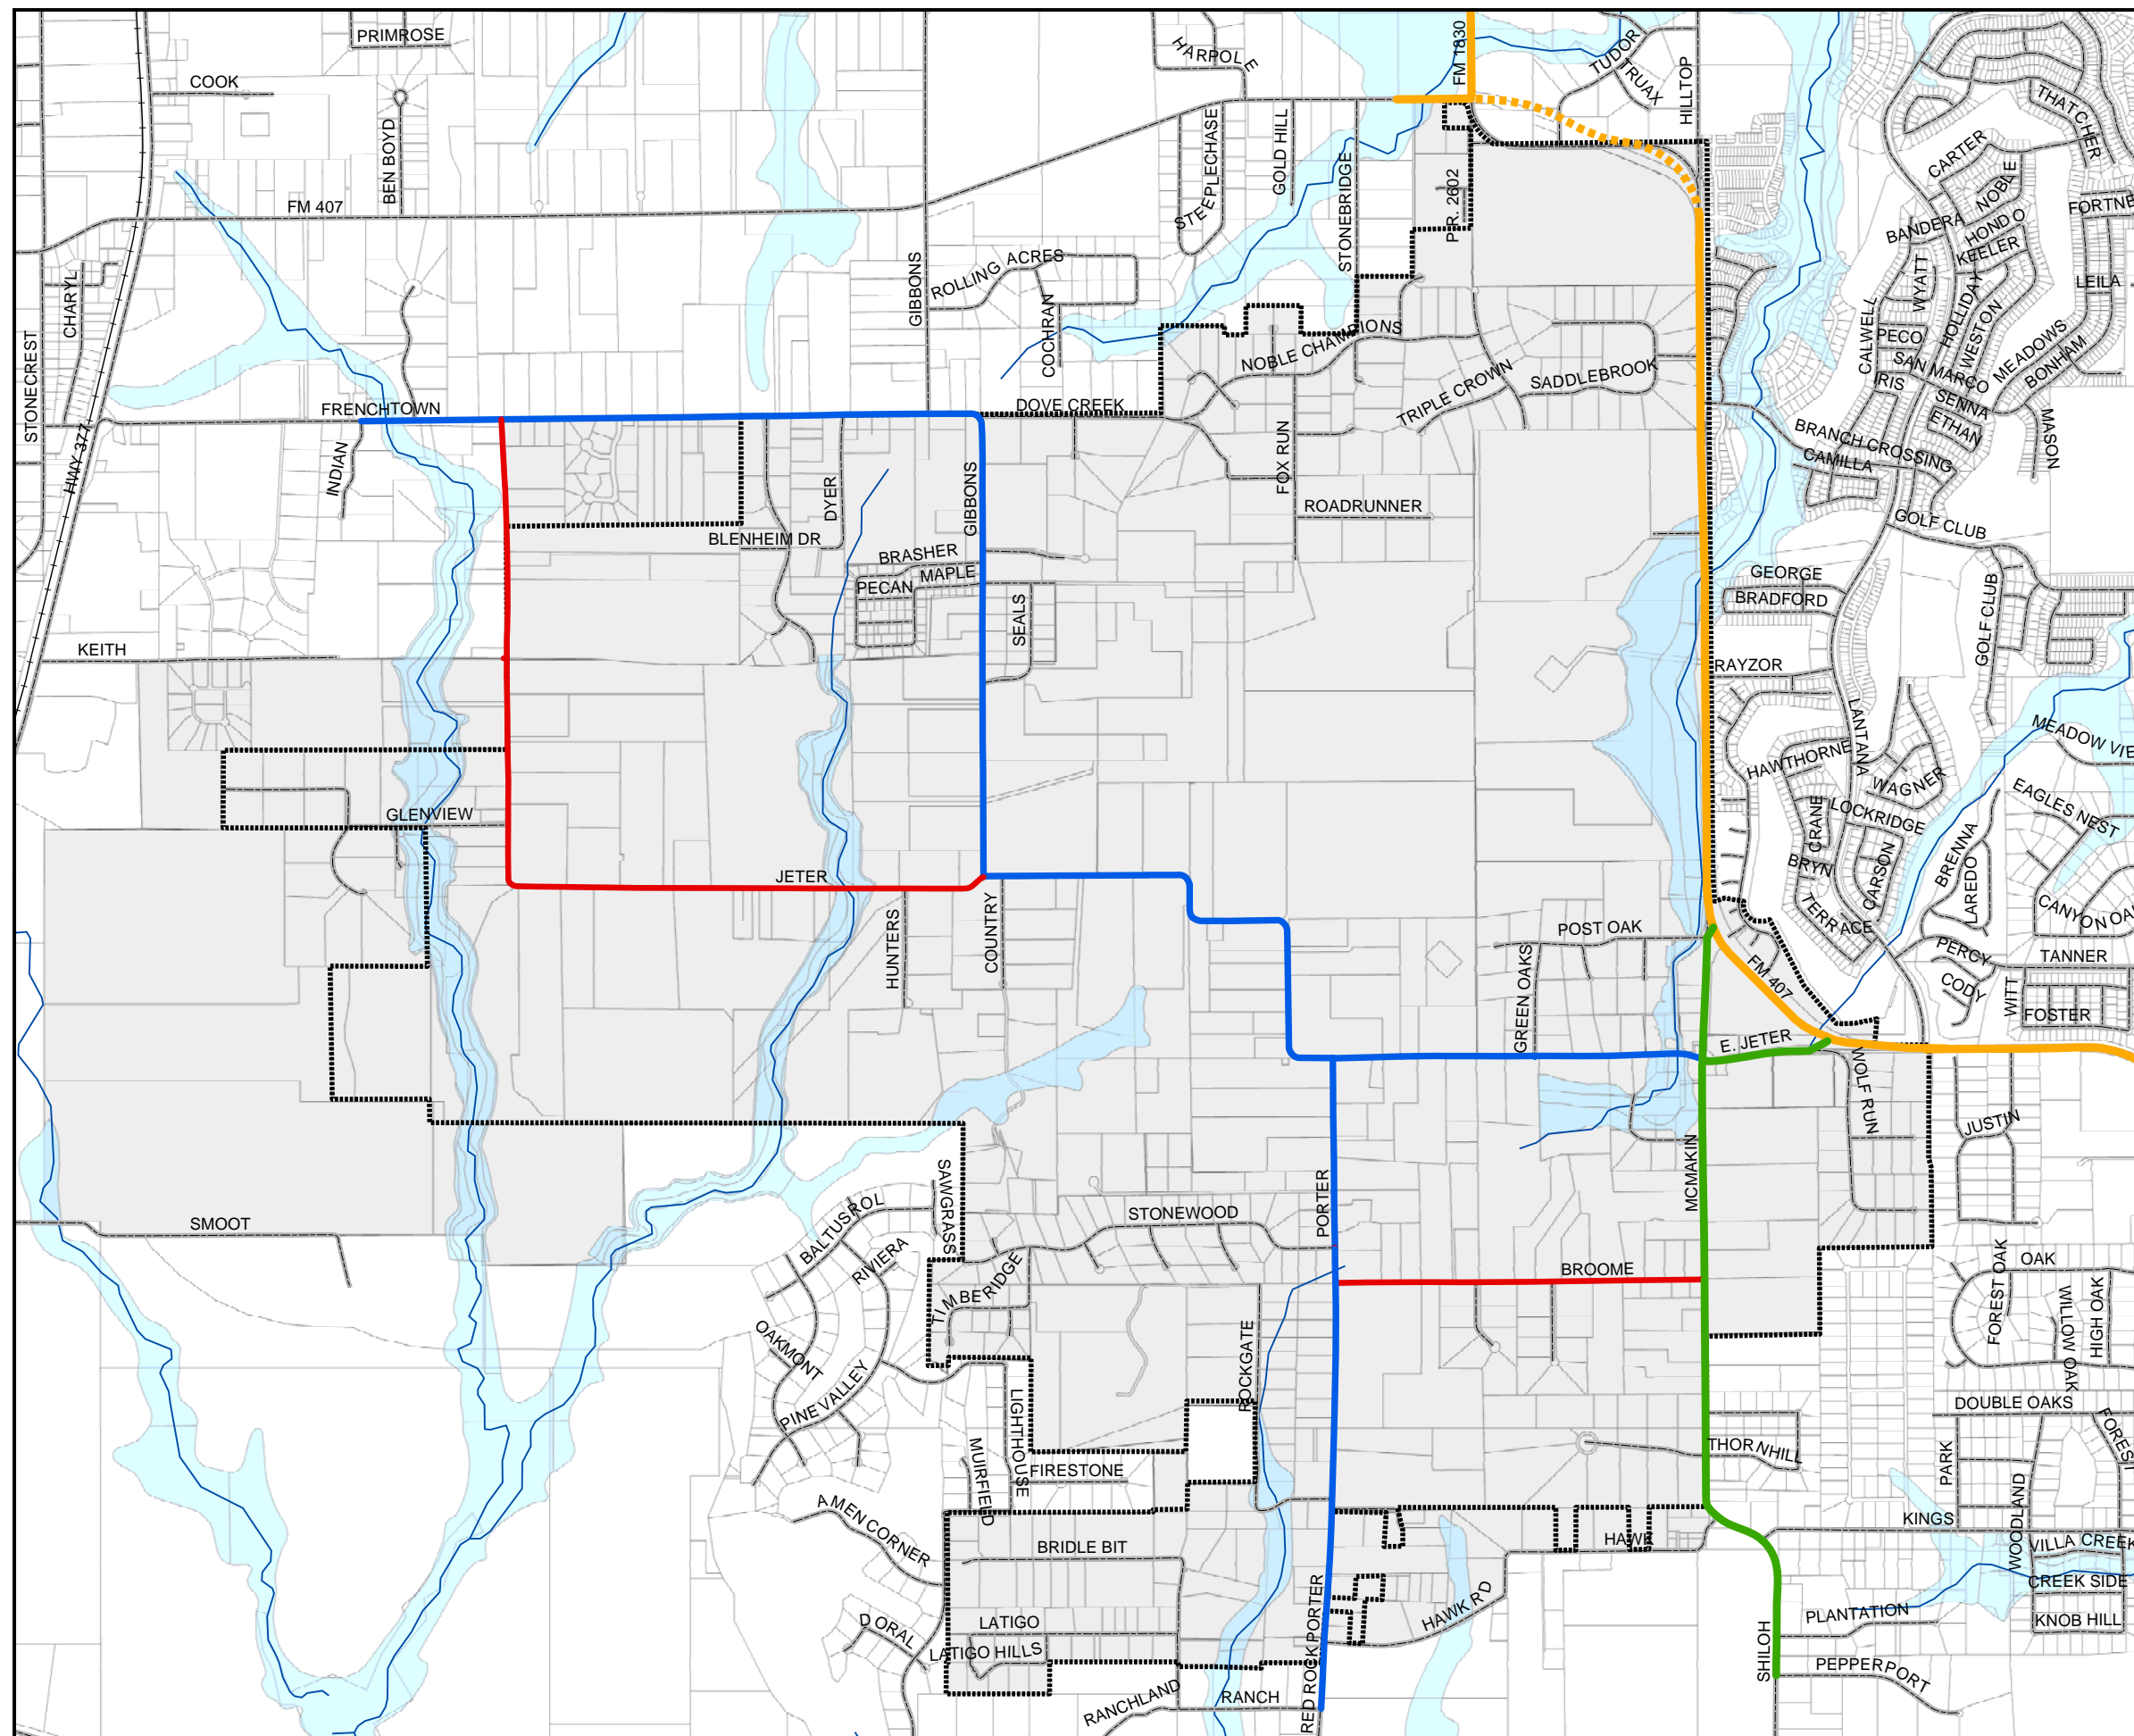 PRIMROSE
HARPOLE
FM 1830
TUDOR
TRUAX
HILLTOP
COOK
BEN BOYD
THATCHER
CARTER
STEEPLECHASE
GOLD HILL
STONEBRIDGE
P.R. 2602
NOBLE
FM 407
FORTNE
BANDERA
HONDO
KEELER
GIBBONS
ROLLING ACRES
CHARYL
COCHRAN
WYATT
HOLLIDAY
LEILA
STONECREST
NOBLE CHAMPIONS
CALWELL
PECO
WESTON
MEADOWS
BONHAM
SAN MARCO
IRIS
TRIPLE CROWN
SADDLEBROOK
FRENCHTOWN
DOVE CREEK
SENNA
ETHAN
MASON
HWY 377
INDIAN
FOX RUN
BRANCH CROSSING
CAMILLA
DYER
GIBBONS
ROADRUNNER
GOLF CLUB
BLENHEIM DR
BRASHER
MAPLE
PECAN
GEORGE
BRADFORD
GOLF CLUB
SEALS
KEITH
RAYZOR
LANTANA
MEADOW VIE
HAWTHORNE
WAGNER
EAGLES NEST
GLENVIEW
CRANE
LOCKRIDGE
BRENNA
LAREDO
BRYN
CARSON
JETER
TERRACE
CANYON OA
HUNTERS
COUNTRY
POST OAK
GREEN OAKS
PERCY
TANNER
FM 407
CODY
WITT
FOSTER
E. JETER
WOLF RUN
JUSTIN
MCMAKIN
SAWGRASS
PORTER
BALTUSROL
STONEWOOD
SMOOT
RIVIERA
TIMBERIDGE
BROOME
FOREST OAK
OAK
WILLOW OAK
HIGH OAK
OAKMONT
ROCKGATE
PINE VALLEY
LIGHTHOUSE
DOUBLE OAKS
FOREST
MUIRFIELD
FIRESTONE
THORNHILL
PARK
WOODLAND
AMEN CORNER
KINGS
BRIDLE BIT
HAWK
VILLA CREEK
CREEK SIDE
RED ROCK PORTER
HAWK RD
DORAL
LATIGO
LATIGO HILLS
PLANTATION
KNOB HILL
SHILOH
PEPPERPORT
RANCHLAND
RANCH